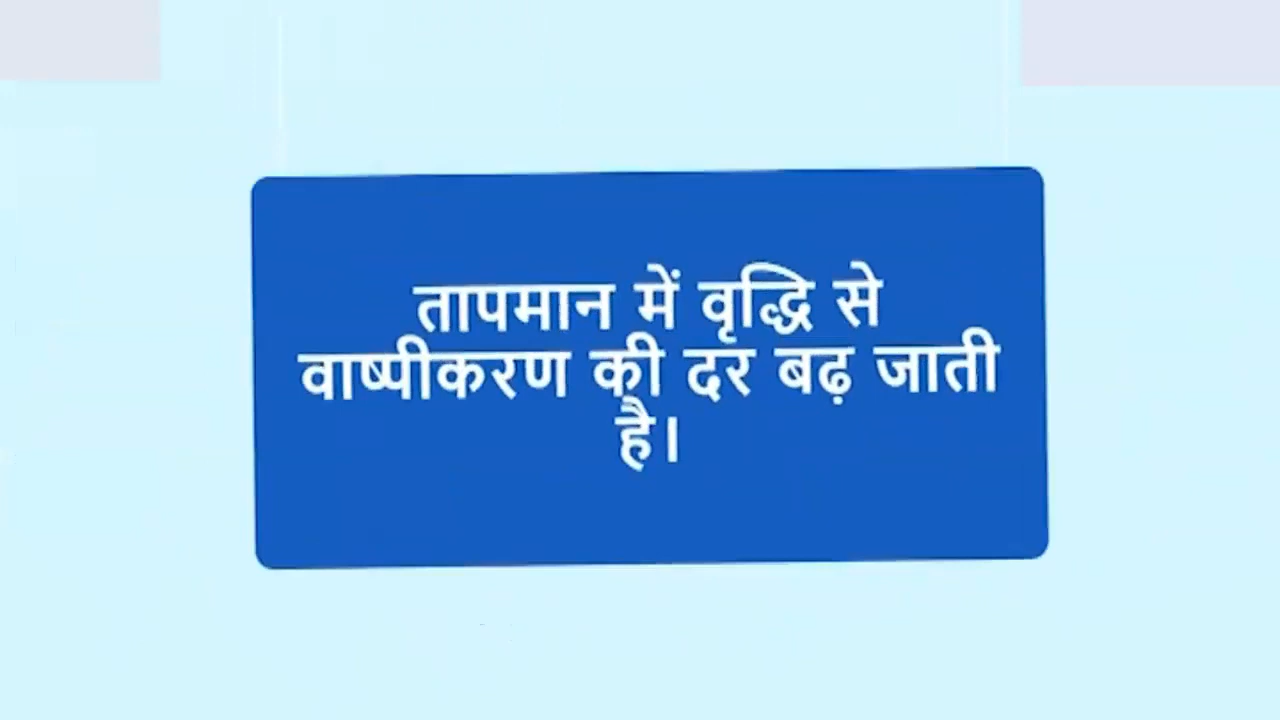 तापमान में वृद्धि से
वाष्पीकरण की दर बढ़ जाती
है।